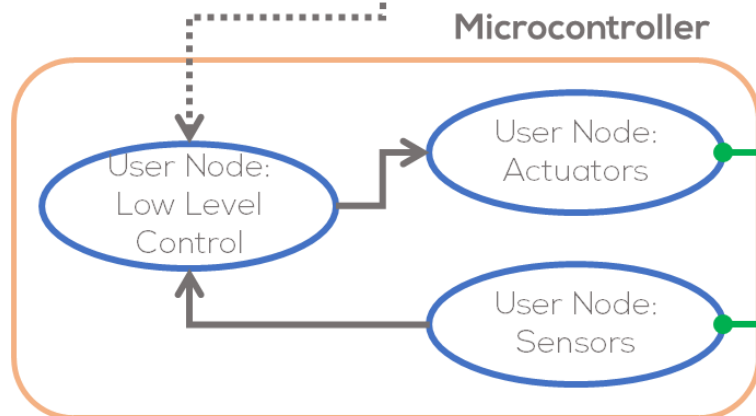 Microcontroller
User Node:
Low Level
Control
User Node:
Actuators
User Node:
Sensors